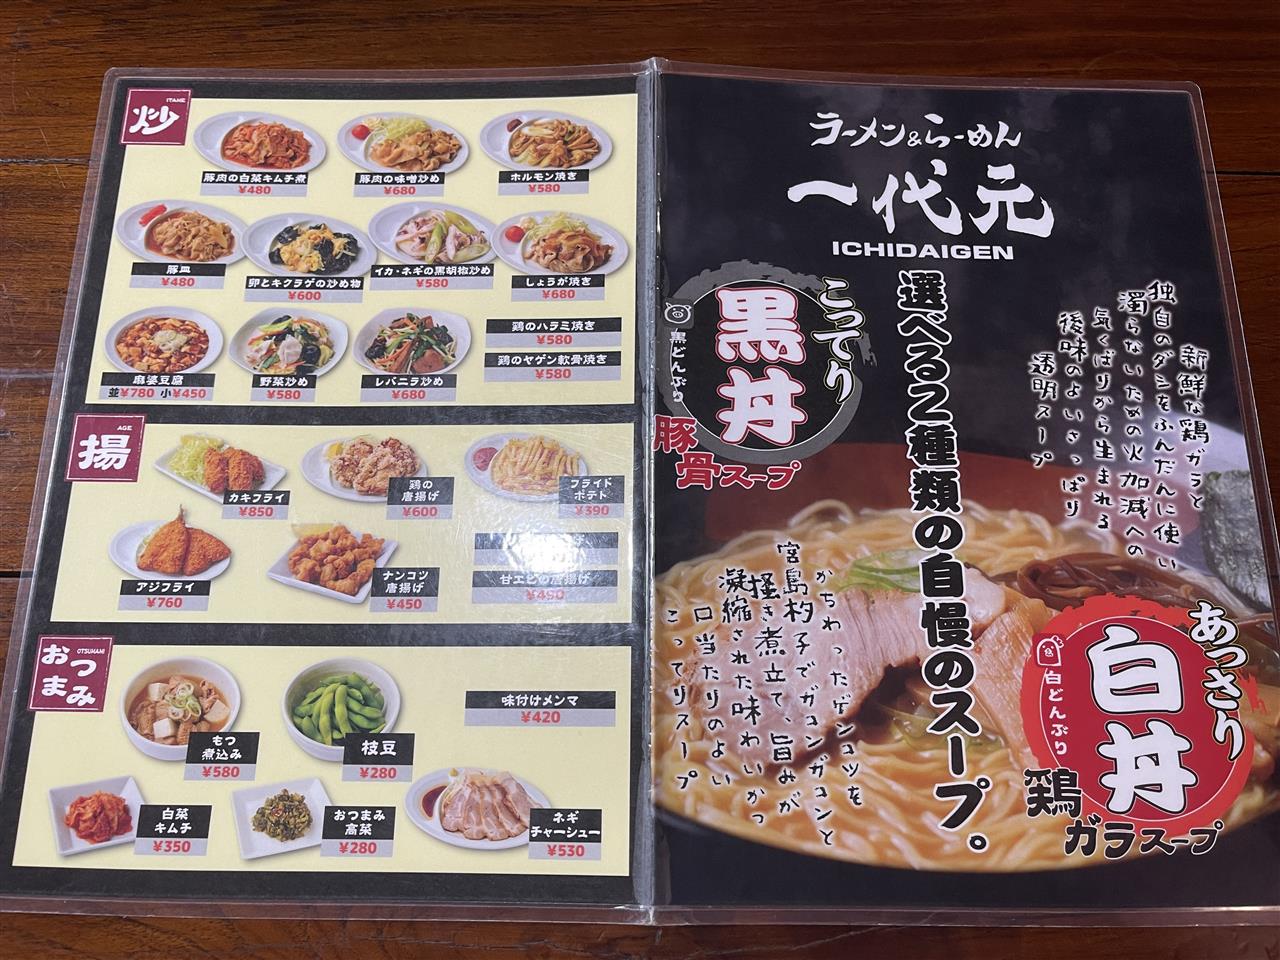 炒
ITAME
豚肉の白菜キムチ煮
¥480
豚肉の味噌炒め
¥680
ホルモン焼き
¥580
豚皿
¥480
卵とキクラゲの炒め物
¥600
イカ・ネギの黒胡椒炒め
¥580
しょうが焼き
¥680
麻婆豆腐
並¥780 小¥450
野菜炒め
¥580
レバニラ炒め
¥680
鶏のハラミ焼き
¥580
鶏のヤゲン軟骨焼き
¥580
揚
AGE
カキフライ
¥850
鶏の
唐揚げ
¥600
フライド
ポテト
¥390
アジフライ
¥760
ナンコツ
唐揚げ
¥450
甘エビの唐揚げ
¥490
おつまみ
OTSUMAMI
もつ
煮込み
¥580
枝豆
¥280
味付けメンマ
¥420
白菜
キムチ
¥350
おつまみ
高菜
¥280
ネギ
チャーシュー
¥530
ラーメン&らーめん
一代元
ICHIDAIGEN
選べる2種類の自慢のスープ。
こってり
黒丼
黒どんぶり
豚骨スープ
かちわったゲンコツを
宮島杓子でガコンガコンと
掻き煮立て、旨みが
凝縮された味わいかつ
口当たりのよい
こってりスープ
新鮮な鶏ガラと
独自のダシをふんだんに使い
濁らないための火加減への
気くばりから生まれる
後味のよいさっぱり
透明スープ
あっさり
白丼
白どんぶり
鶏ガラスープ